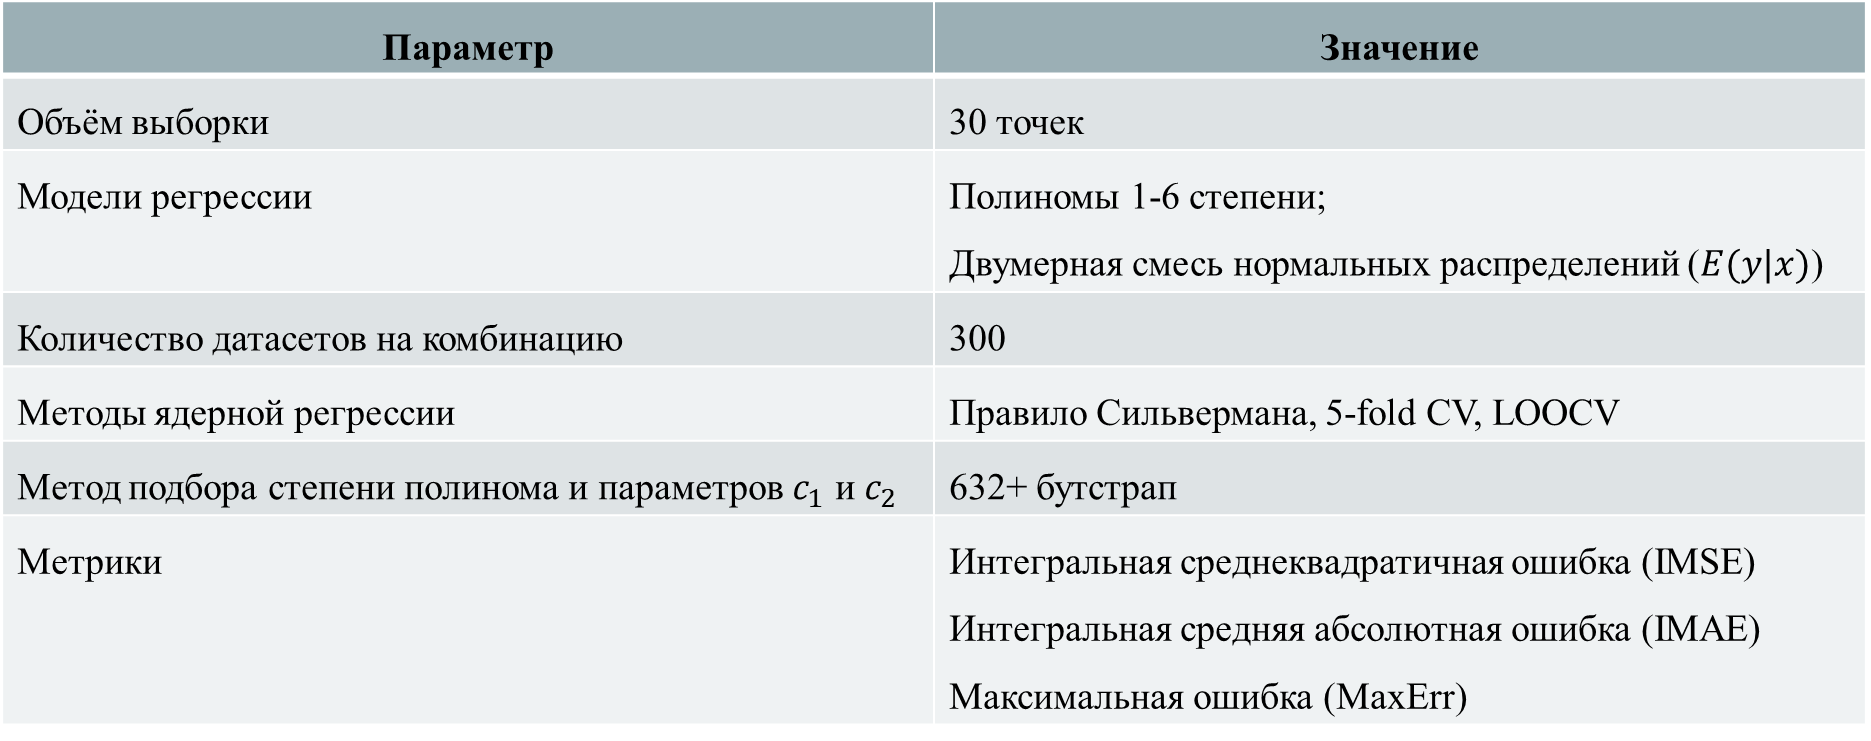 Параметр Значение
Объём выборки 30 точек
Модели регрессии Полиномы 1-6 степени;
Двумерная смесь нормальных распределений (E(y|x))
Количество датасетов на комбинацию 300
Методы ядерной регрессии Правило Сильвермана, 5-fold CV, LOOCV
Метод подбора степени полинома и параметров c₁ и c₂ 632+ бутстрап
Метрики Интегральная среднеквадратичная ошибка (IMSE)
Интегральная средняя абсолютная ошибка (IMAE)
Максимальная ошибка (MaxErr)